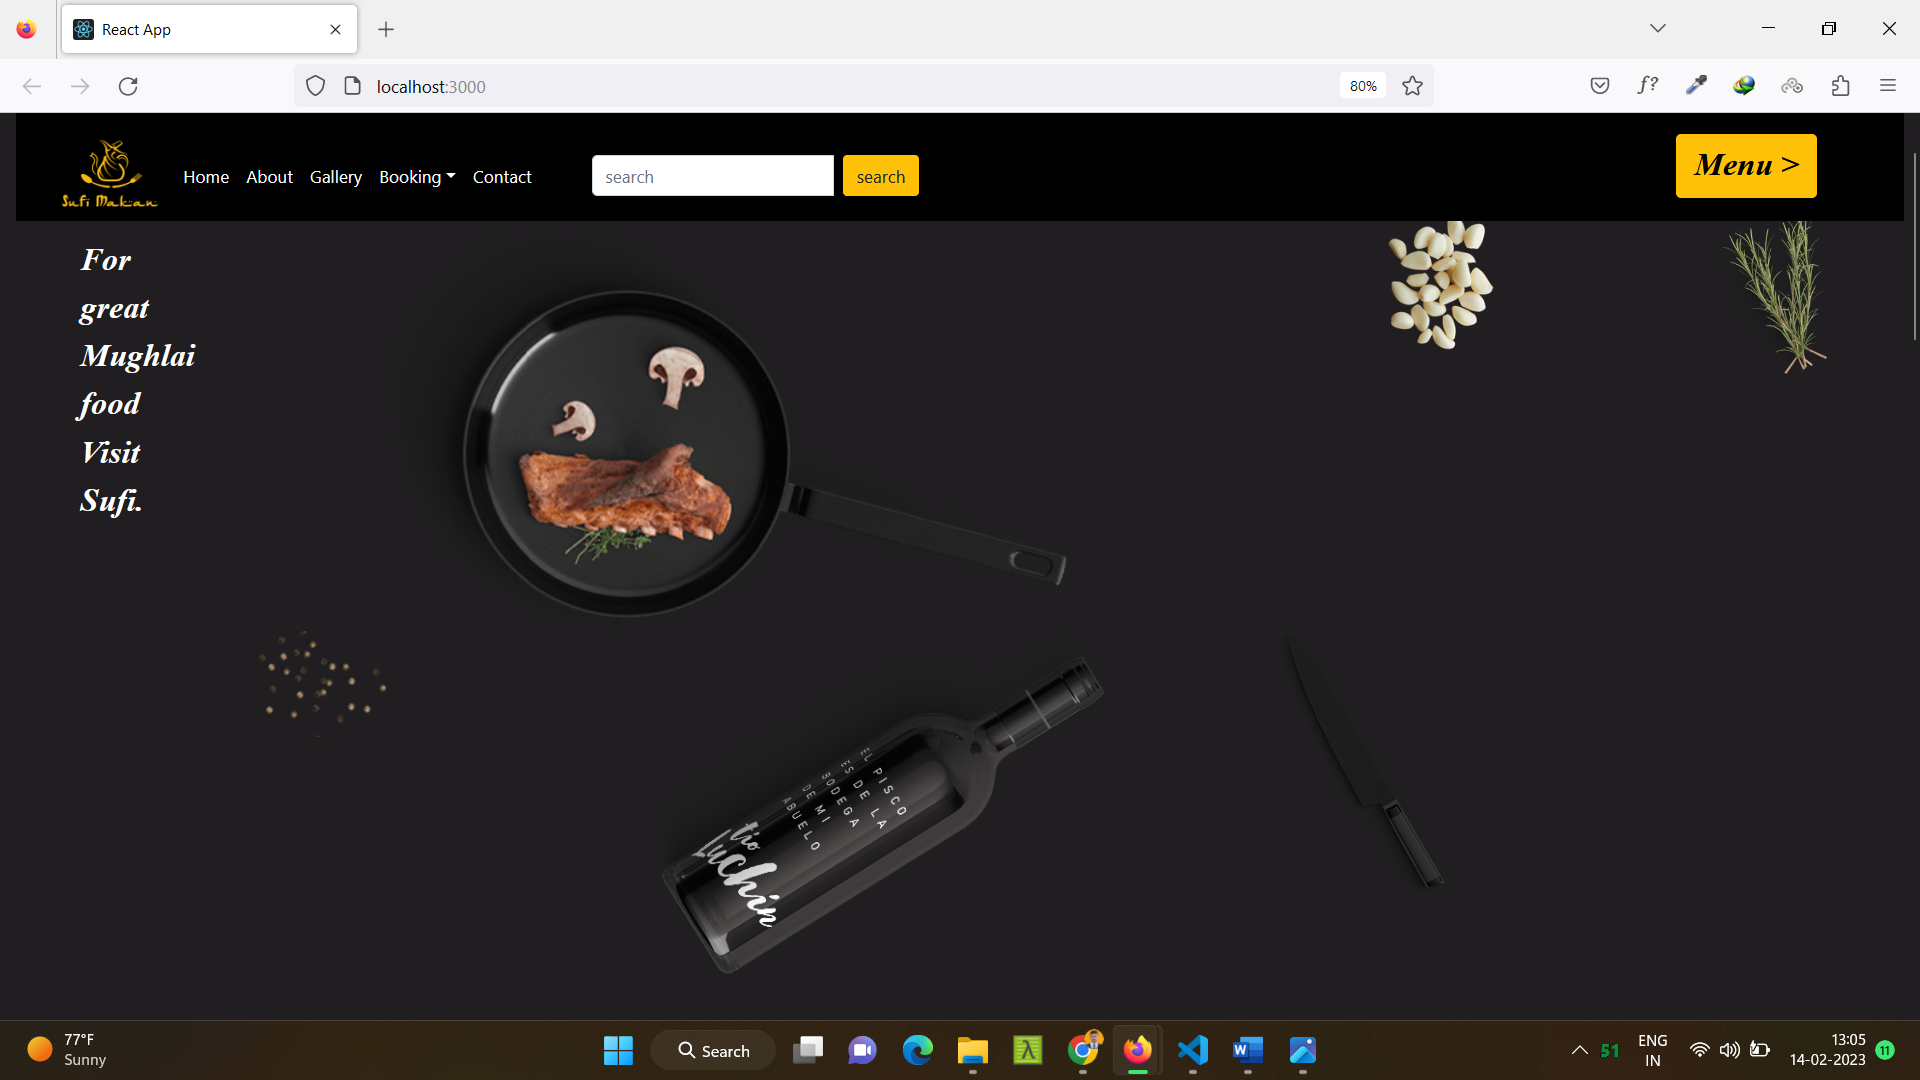 React App
localhost:3000
80%
f?
Sufi Makan
Home About Gallery Booking Contact
search
search
Menu >
For
great
Mughlai
food
Visit
Sufi.
EL PISCO
ES DE LA
BODEGA
DE MI
ABUELO
tío
Luchín
77°F
Sunny
Search
λ
W
51
ENG
IN
13:05
14-02-2023
11